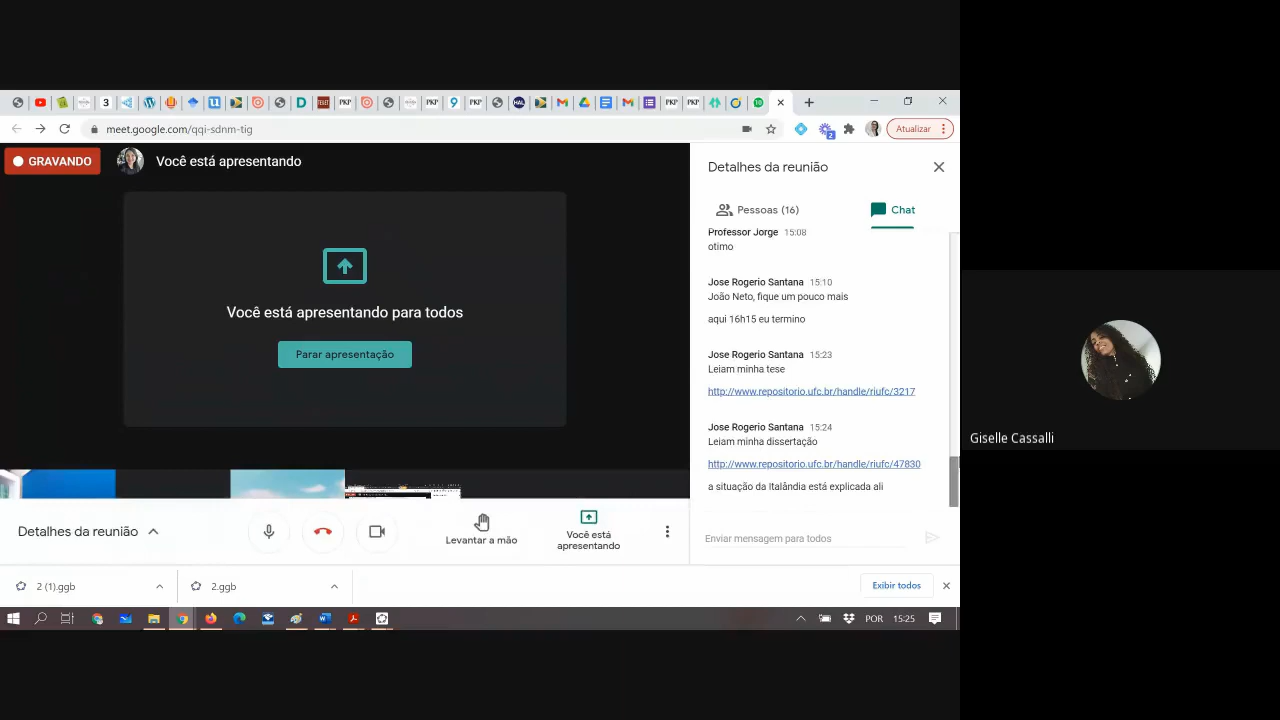 meet.google.com/qqi-sdnm-tig
Atualizar
GRAVANDO
Você está apresentando
Você está apresentando para todos
Parar apresentação
Detalhes da reunião
Pessoas (16)
Chat
Professor Jorge 15:08
otimo
Jose Rogerio Santana 15:10
João Neto, fique um pouco mais
aqui 16h15 eu termino
Jose Rogerio Santana 15:23
Leiam minha tese
http://www.repositorio.ufc.br/handle/riufc/3217
Jose Rogerio Santana 15:24
Leiam minha dissertação
http://www.repositorio.ufc.br/handle/riufc/47830
a situação da Italândia está explicada ali
Enviar mensagem para todos
Detalhes da reunião
Levantar a mão
Você está
apresentando
2 (1).ggb
2.ggb
Exibir todos
POR
15:25
Giselle Cassalli